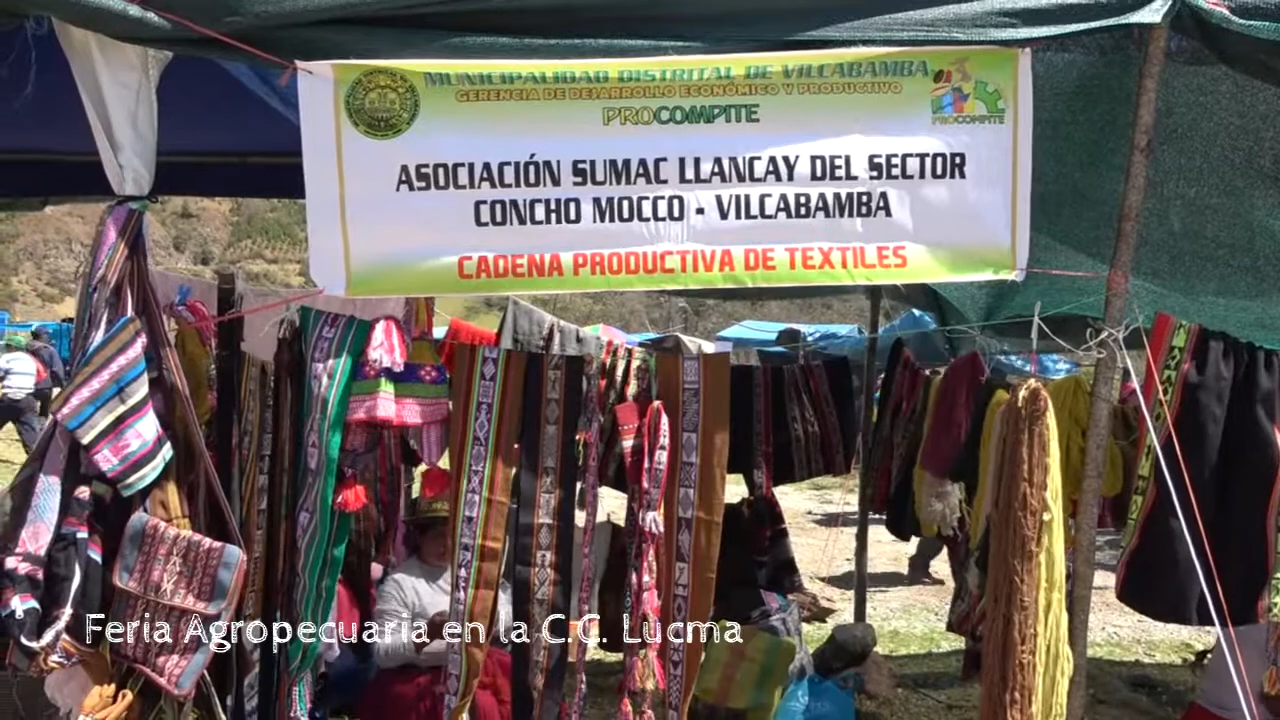 MUNICIPALIDAD DISTRITAL DE VILCABAMBA
GERENCIA DE DESARROLLO ECONÓMICO Y PRODUCTIVO
PROCOMPITE
PROCOMPITE
ASOCIACIÓN SUMAC LLANCAY DEL SECTOR
CONCHO MOCCO - VILCABAMBA
CADENA PRODUCTIVA DE TEXTILES
Feria Agropecuaria en la C.C. Lucma